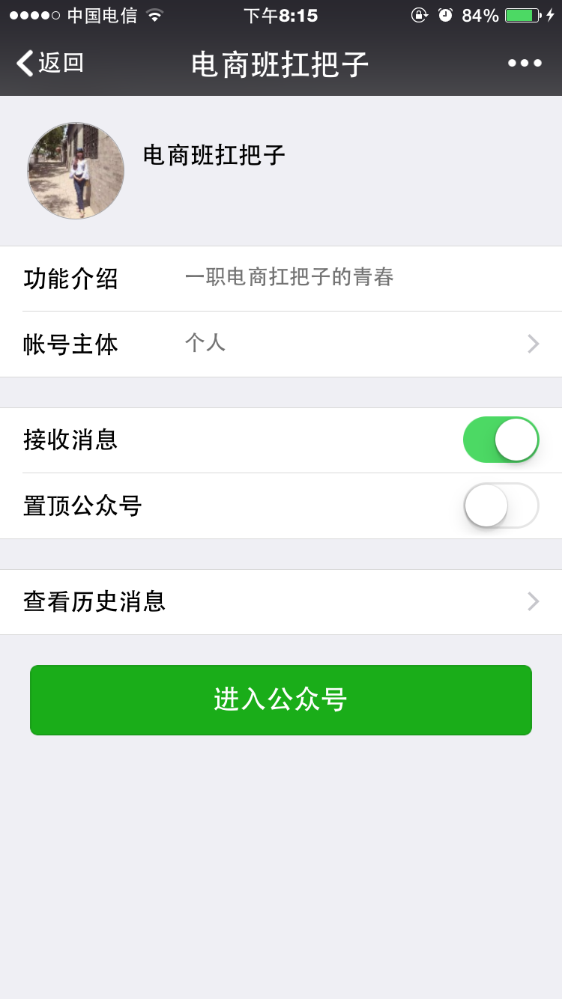 中国电信 下午8:15 84%
返回 电商班扛把子
电商班扛把子
功能介绍 一职电商扛把子的青春
帐号主体 个人
接收消息
置顶公众号
查看历史消息
进入公众号